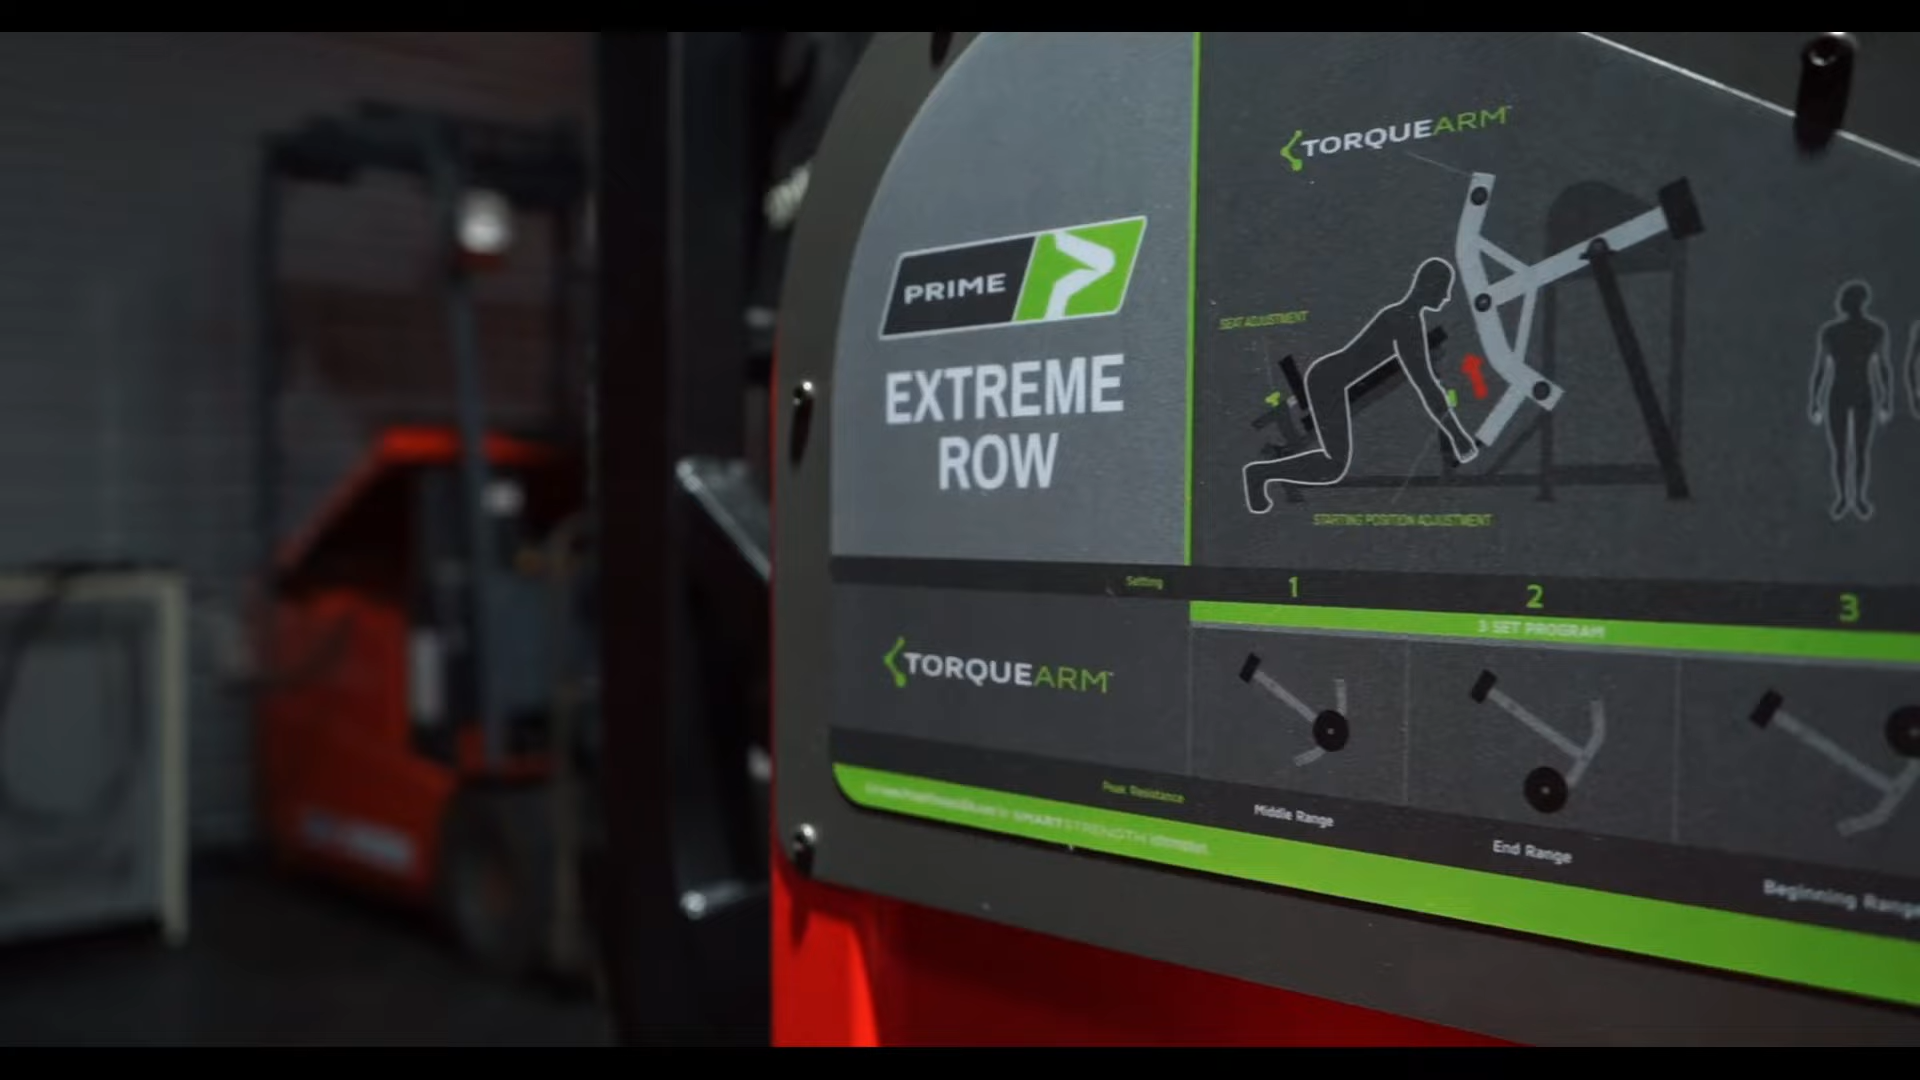 TORQUEARM
PRIME
SEAT ADJUSTMENT
EXTREME
ROW
STARTING POSITION ADJUSTMENT
Setting 1 2 3
3 SET PROGRAM
TORQUEARM
Peak Resistance Middle Range End Range Beginning Range
SMARTSTRENGTH